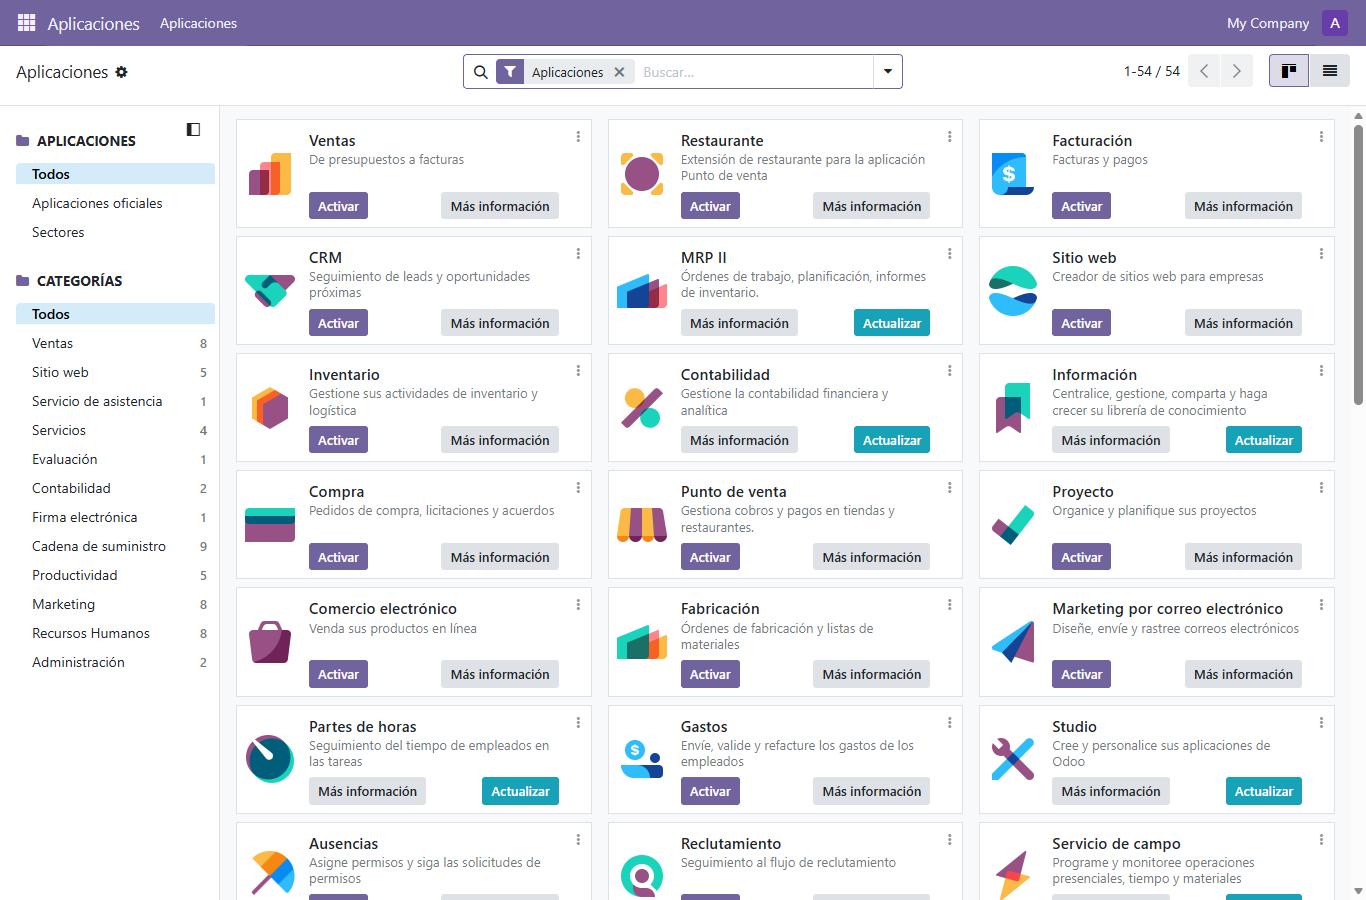 Aplicaciones
Aplicaciones
My Company
A
Aplicaciones
Aplicaciones
Buscar...
1-54 / 54
APLICACIONES
Todos
Aplicaciones oficiales
Sectores
CATEGORÍAS
Todos
Ventas 8
Sitio web 5
Servicio de asistencia 1
Servicios 4
Evaluación 1
Contabilidad 2
Firma electrónica 1
Cadena de suministro 9
Productividad 5
Marketing 8
Recursos Humanos 8
Administración 2
Ventas
De presupuestos a facturas
Activar
Más información
Restaurante
Extensión de restaurante para la aplicación
Punto de venta
Activar
Más información
$
Facturación
Facturas y pagos
Activar
Más información
CRM
Seguimiento de leads y oportunidades
próximas
Activar
Más información
MRP II
Órdenes de trabajo, planificación, informes
de inventario.
Más información
Actualizar
Sitio web
Creador de sitios web para empresas
Activar
Más información
Inventario
Gestione sus actividades de inventario y
logística
Activar
Más información
Contabilidad
Gestione la contabilidad financiera y
analítica
Más información
Actualizar
Información
Centralice, gestione, comparta y haga
crecer su librería de conocimiento
Más información
Actualizar
Compra
Pedidos de compra, licitaciones y acuerdos
Activar
Más información
Punto de venta
Gestiona cobros y pagos en tiendas y
restaurantes.
Activar
Más información
Proyecto
Organice y planifique sus proyectos
Activar
Más información
Comercio electrónico
Venda sus productos en línea
Activar
Más información
Fabricación
Órdenes de fabricación y listas de
materiales
Activar
Más información
Marketing por correo electrónico
Diseñe, envíe y rastree correos electrónicos
Activar
Más información
Partes de horas
Seguimiento del tiempo de empleados en
las tareas
Más información
Actualizar
$
Gastos
Envíe, valide y refacture los gastos de los
empleados
Activar
Más información
Studio
Cree y personalice sus aplicaciones de
Odoo
Más información
Actualizar
Ausencias
Asigne permisos y siga las solicitudes de
permisos
Reclutamiento
Seguimiento al flujo de reclutamiento
Servicio de campo
Programe y monitoree operaciones
presenciales, tiempo y materiales